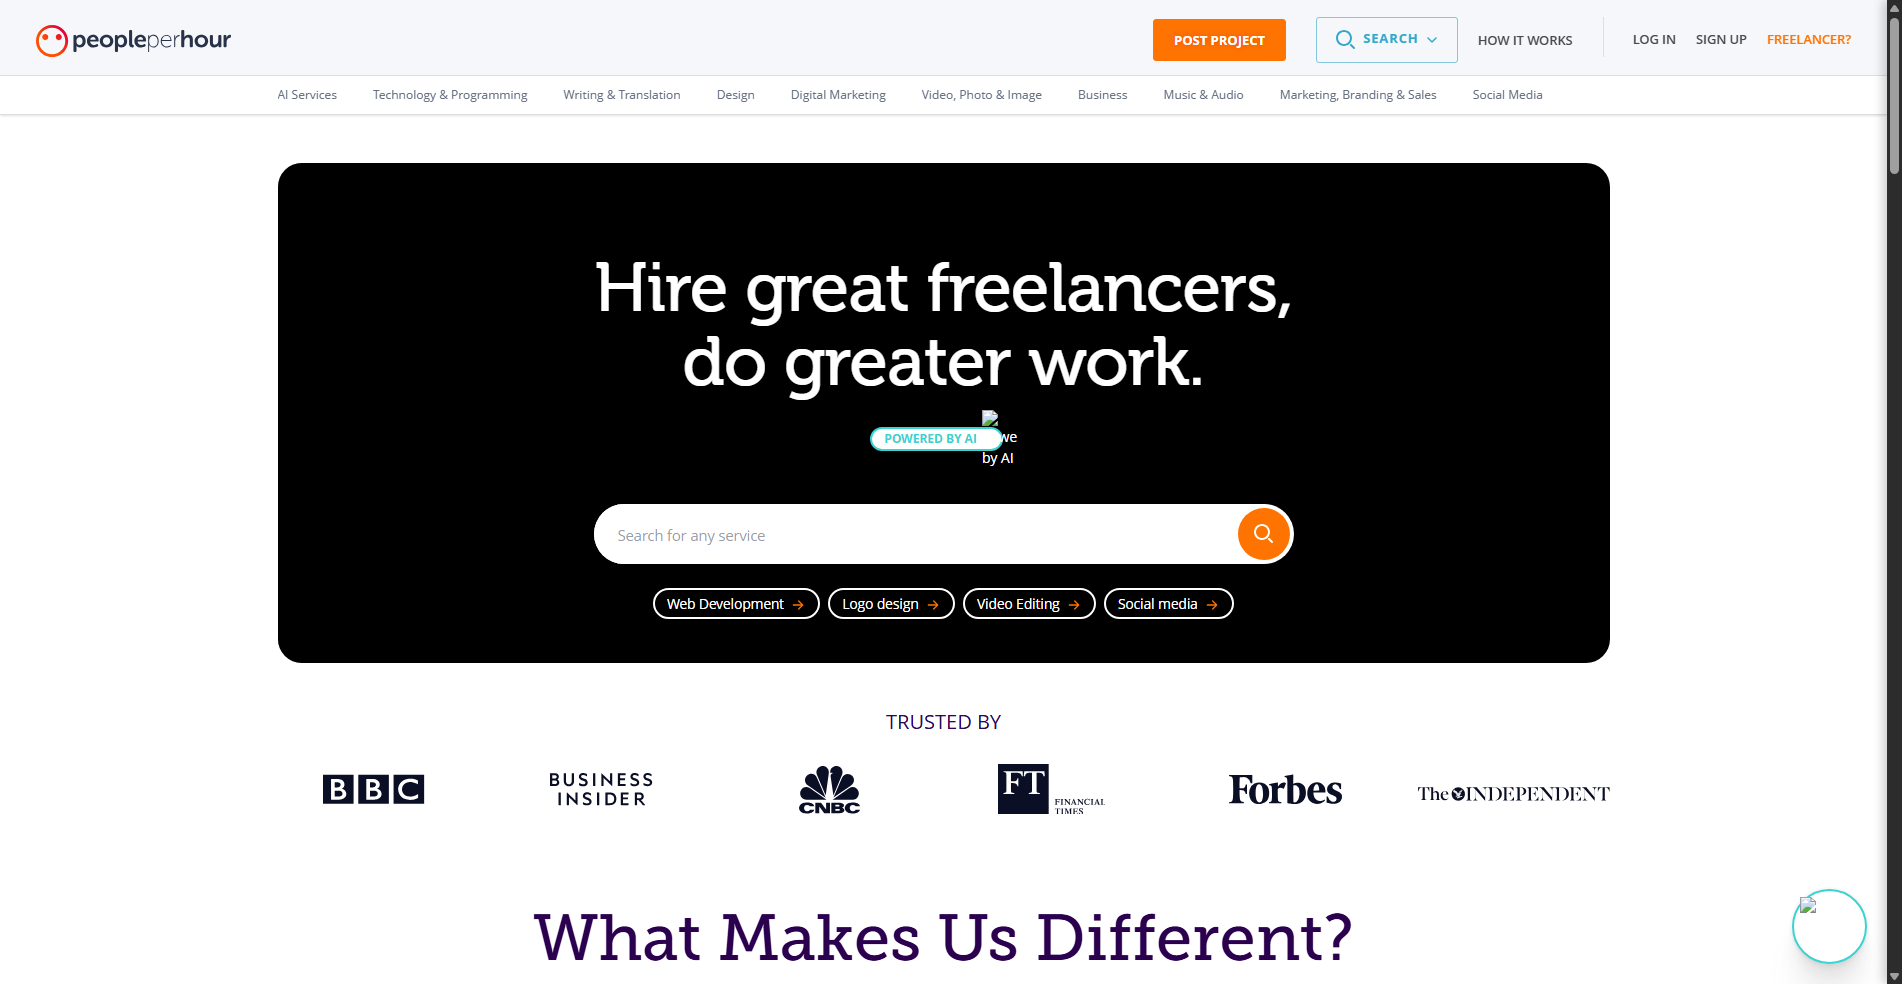 peopleperhour
POST PROJECT
SEARCH
HOW IT WORKS
LOG IN
SIGN UP
FREELANCER?
AI Services
Technology & Programming
Writing & Translation
Design
Digital Marketing
Video, Photo & Image
Business
Music & Audio
Marketing, Branding & Sales
Social Media
Hire great freelancers,
do greater work.
POWERED BY AI
by AI
Search for any service
Web Development
Logo design
Video Editing
Social media
TRUSTED BY
BBC
BUSINESS
INSIDER
CNBC
FT
FINANCIAL
TIMES
Forbes
The INDEPENDENT
What Makes Us Different?